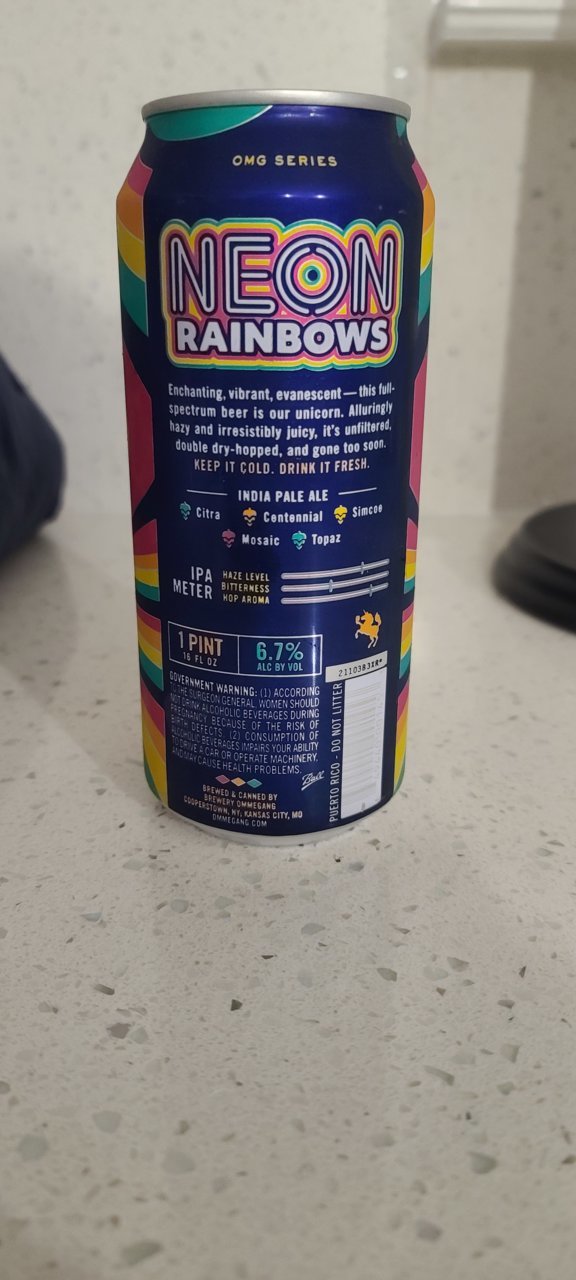 OMG SERIES
NEON
RAINBOWS
Enchanting, vibrant, evanescent—this full-
spectrum beer is our unicorn. Alluringly
hazy and irresistibly juicy, it's unfiltered,
double dry-hopped, and gone too soon.
KEEP IT COLD. DRINK IT FRESH.
INDIA PALE ALE
Citra Centennial Simcoe
Mosaic Topaz
IPA METER
HAZE LEVEL
BITTERNESS
HOP AROMA
1 PINT
16 FL OZ
6.7%
ALC BY VOL
GOVERNMENT WARNING: (1) ACCORDING
TO THE SURGEON GENERAL, WOMEN SHOULD
NOT DRINK ALCOHOLIC BEVERAGES DURING
PREGNANCY BECAUSE OF THE RISK OF
BIRTH DEFECTS. (2) CONSUMPTION OF
ALCOHOLIC BEVERAGES IMPAIRS YOUR ABILITY
TO DRIVE A CAR OR OPERATE MACHINERY,
AND MAY CAUSE HEALTH PROBLEMS.
Ball
BREWED & CANNED BY
BREWERY OMMEGANG
COOPERSTOWN, NY; KANSAS CITY, MO
OMMEGANG.COM
PUERTO RICO - DO NOT LITTER